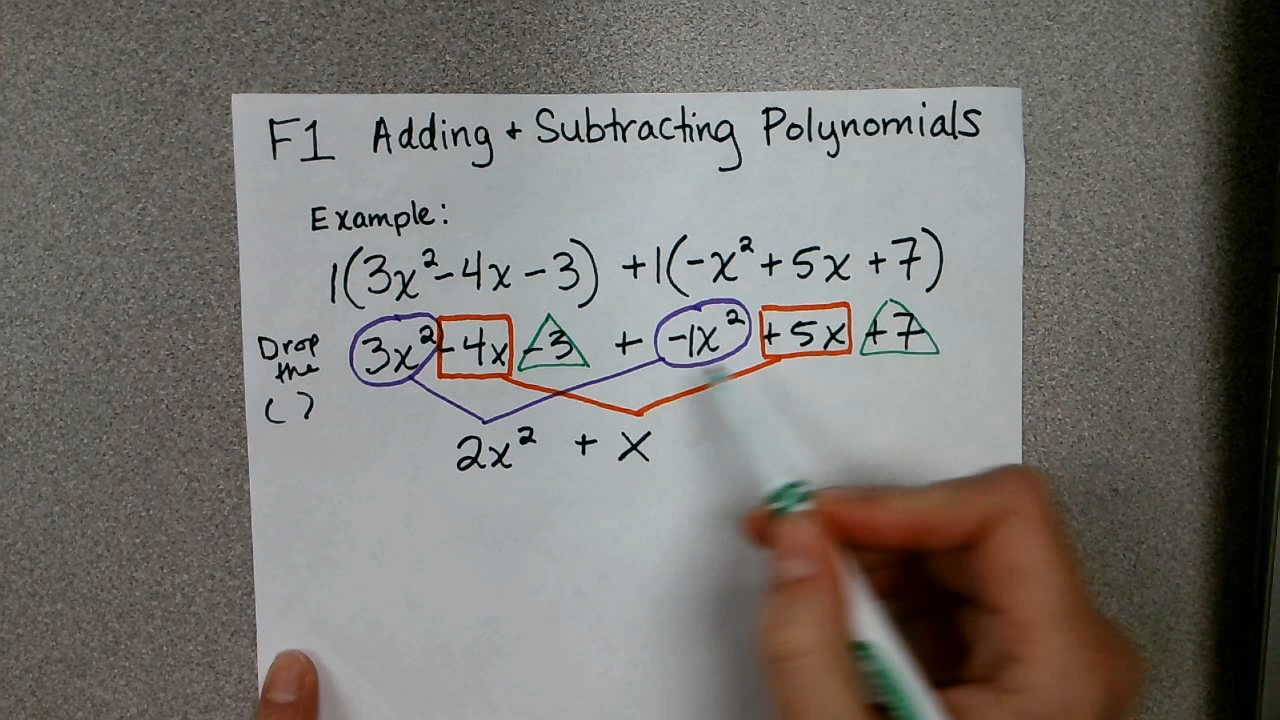 F1 Adding + Subtracting Polynomials
Example:
1(3x²-4x-3) +1(-x²+5x+7)
Drop the ( ) 3x² -4x -3 + -1x² +5x +7
2x² + x